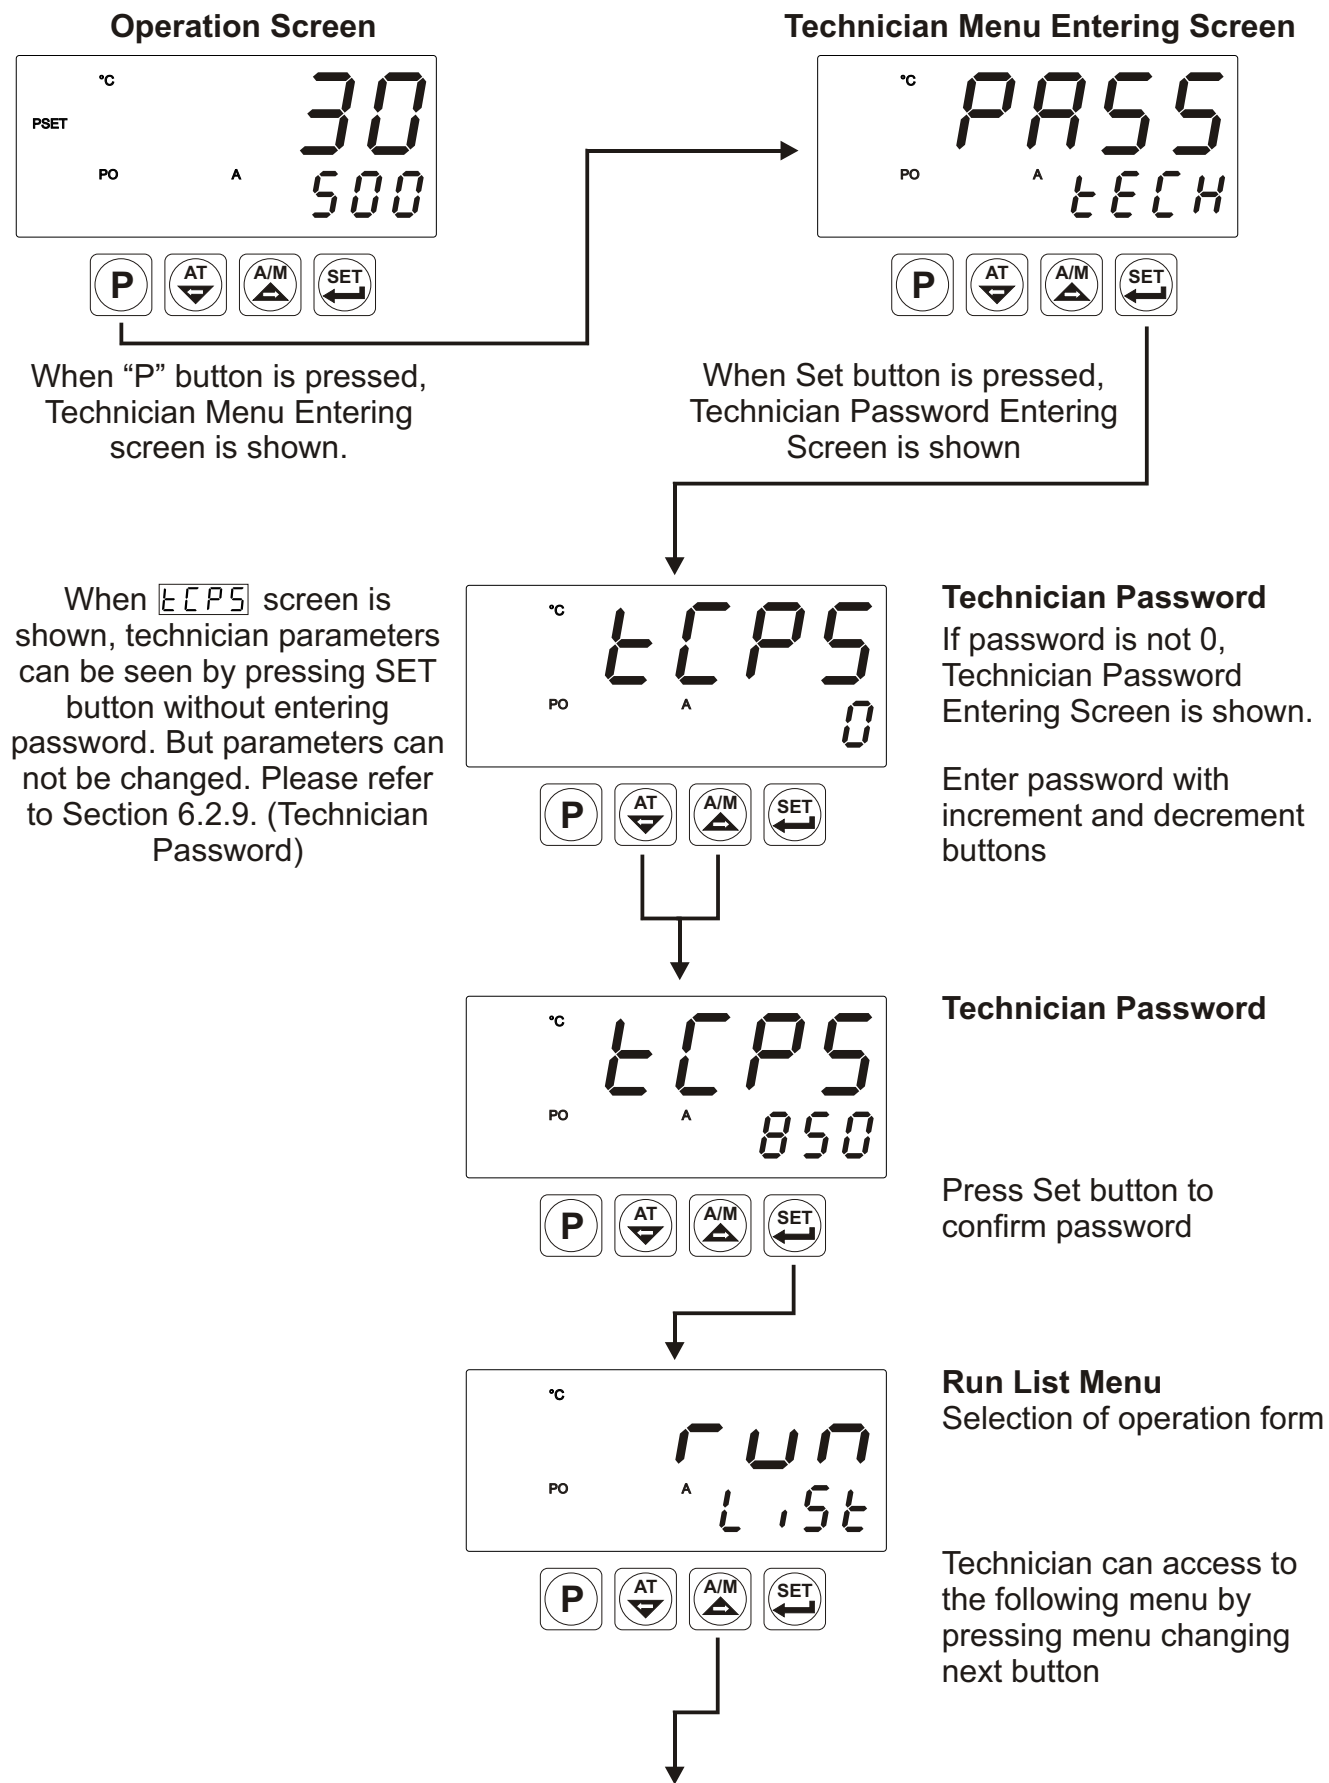 Operation Screen
°C
30
PSET
PO A
500
P AT A/M SET
When “P” button is pressed,
Technician Menu Entering
screen is shown.
Technician Menu Entering Screen
°C
PASS
PO A
tECH
P AT A/M SET
When Set button is pressed,
Technician Password Entering
Screen is shown
When tCPS screen is
shown, technician parameters
can be seen by pressing SET
button without entering
password. But parameters can
not be changed. Please refer
to Section 6.2.9. (Technician
Password)
°C
tCPS
PO A
0
P AT A/M SET
Technician Password
If password is not 0,
Technician Password
Entering Screen is shown.
Enter password with
increment and decrement
buttons
°C
tCPS
PO A
850
P AT A/M SET
Technician Password
Press Set button to
confirm password
°C
run
PO A
LiSt
P AT A/M SET
Run List Menu
Selection of operation form
Technician can access to
the following menu by
pressing menu changing
next button